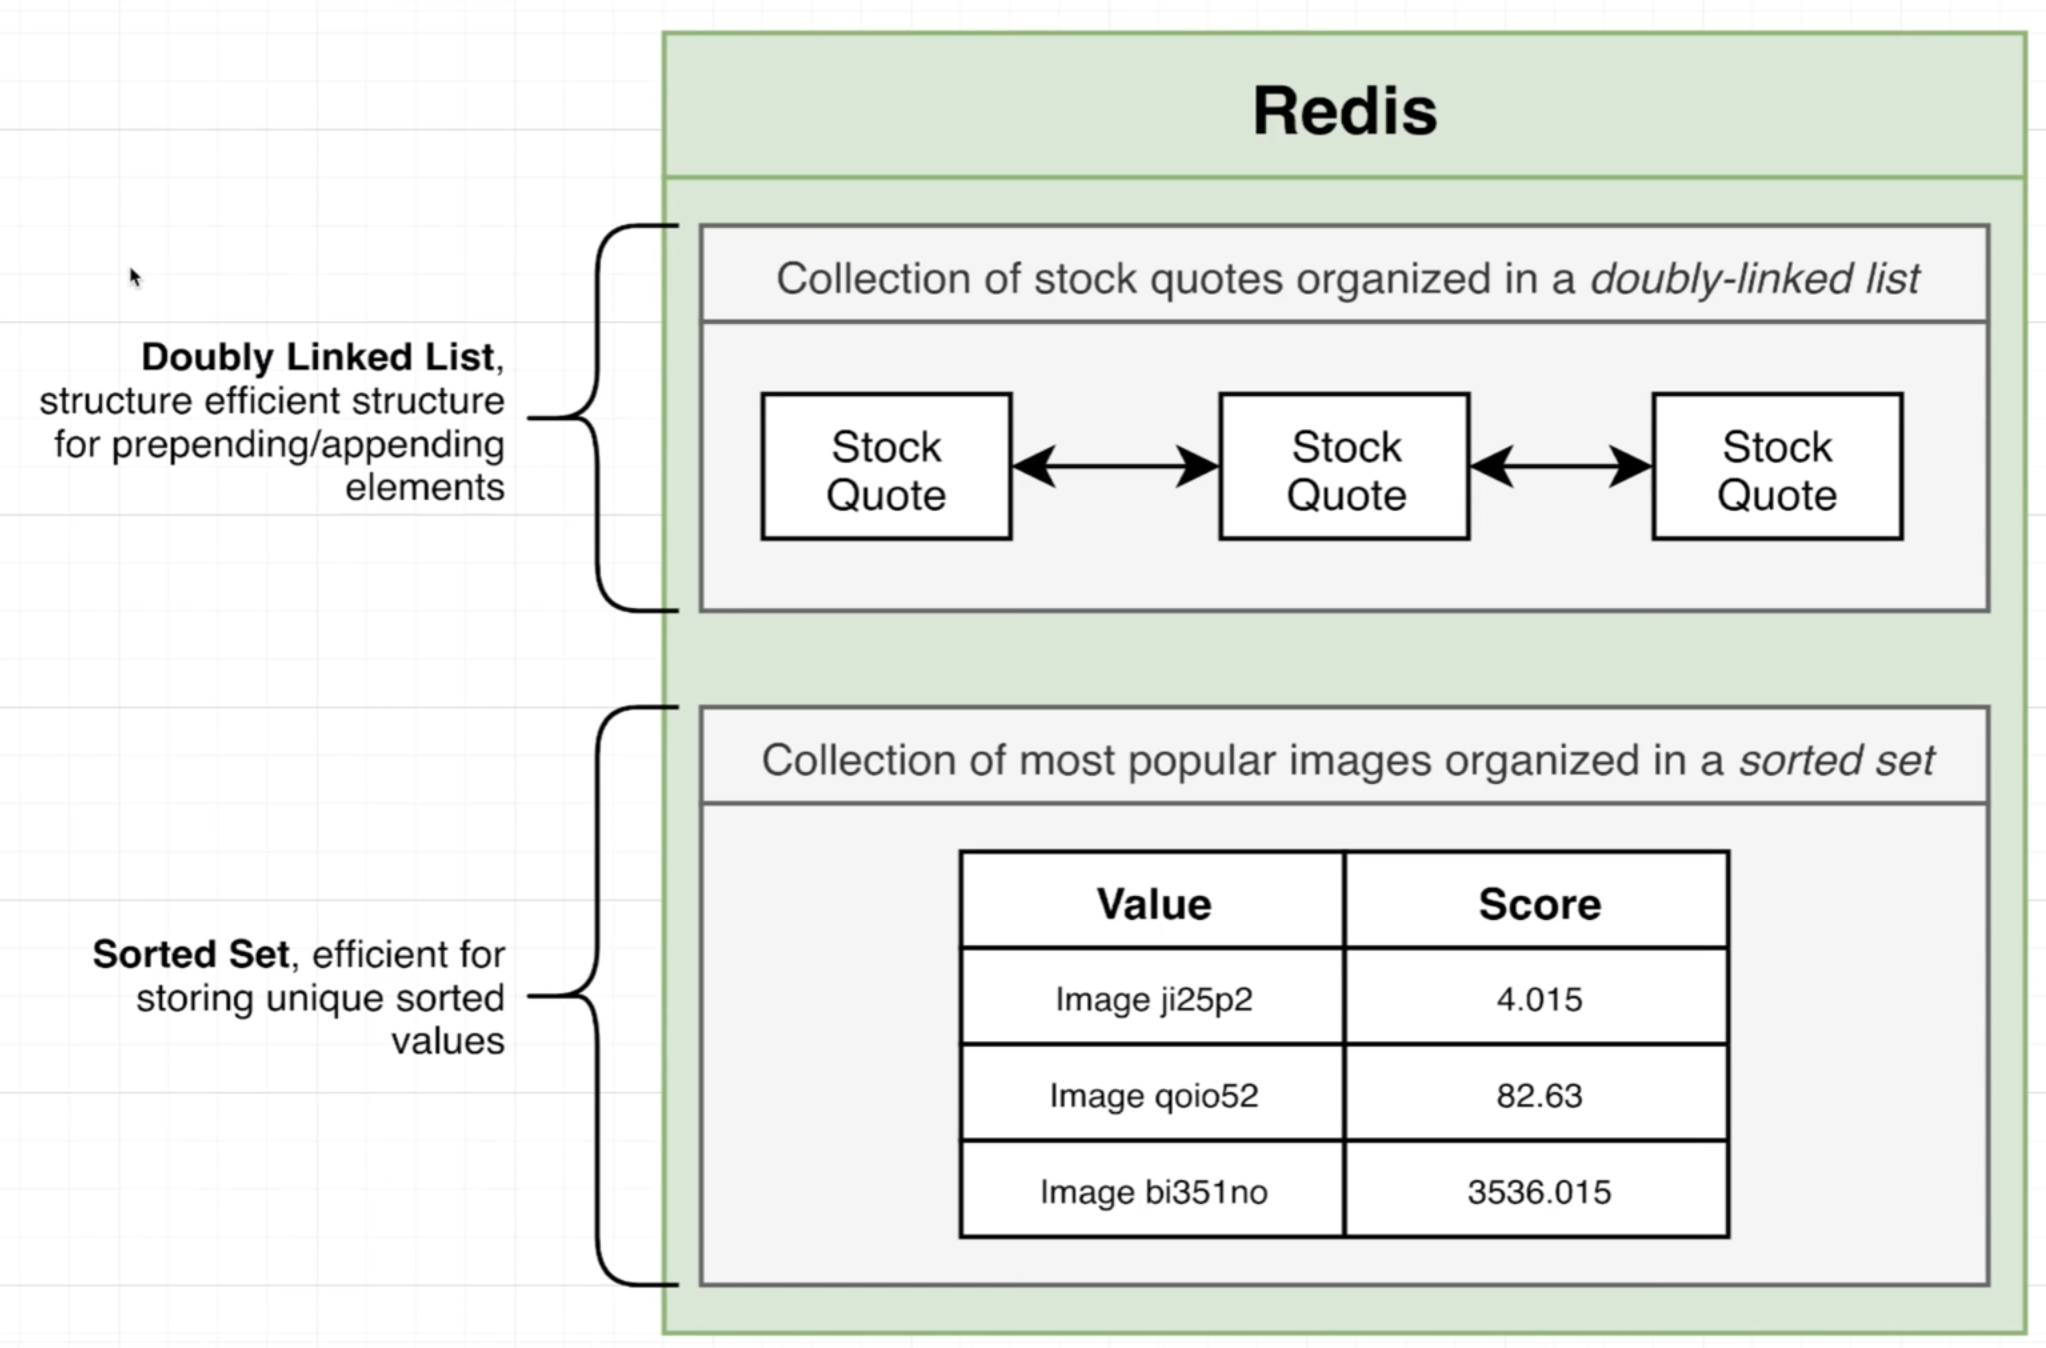 Redis
Collection of stock quotes organized in a doubly-linked list
Doubly Linked List,
structure efficient structure
for prepending/appending
elements
Stock
Quote
Stock
Quote
Stock
Quote
Collection of most popular images organized in a sorted set
Sorted Set, efficient for
storing unique sorted
values
Value Score
Image ji25p2 4.015
Image qoio52 82.63
Image bi351no 3536.015